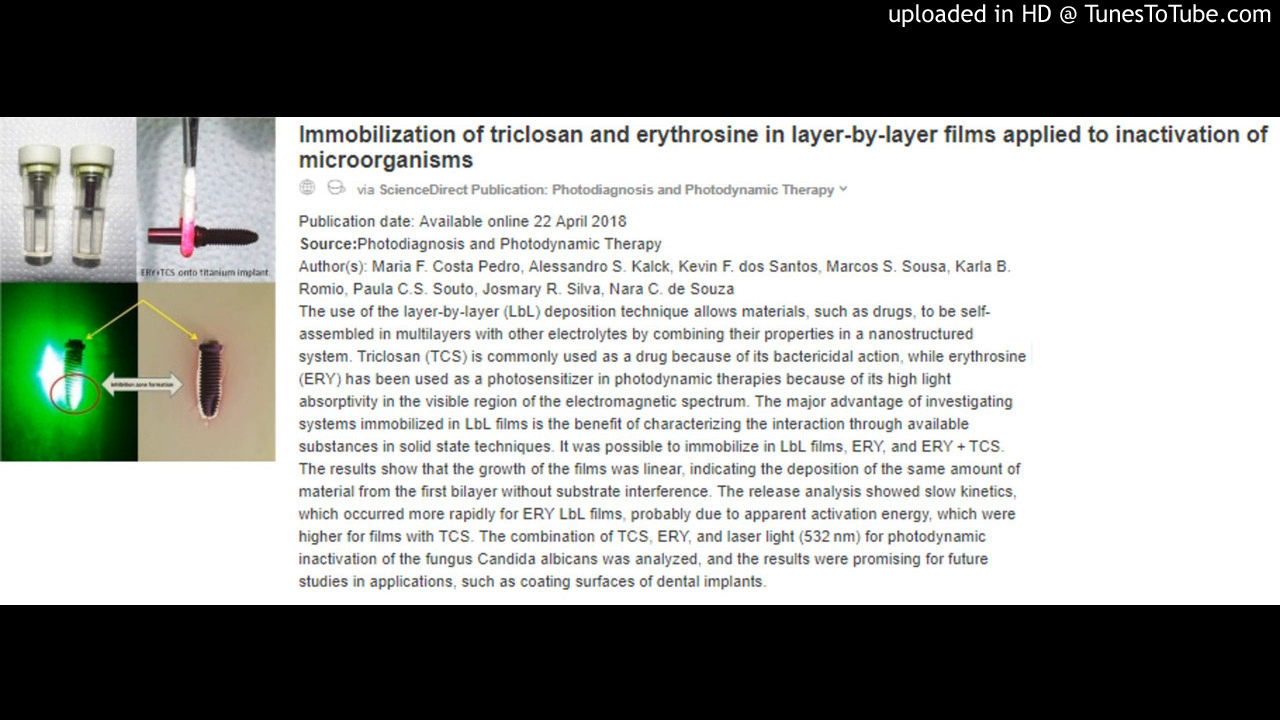 uploaded in HD @ TunesToTube.com
Immobilization of triclosan and erythrosine in layer-by-layer films applied to inactivation of
microorganisms
via ScienceDirect Publication: Photodiagnosis and Photodynamic Therapy
Publication date: Available online 22 April 2018
Source:Photodiagnosis and Photodynamic Therapy
Author(s): Maria F. Costa Pedro, Alessandro S. Kalck, Kevin F. dos Santos, Marcos S. Sousa, Karla B.
Romio, Paula C.S. Souto, Josmary R. Silva, Nara C. de Souza
The use of the layer-by-layer (LbL) deposition technique allows materials, such as drugs, to be self-
assembled in multilayers with other electrolytes by combining their properties in a nanostructured
system. Triclosan (TCS) is commonly used as a drug because of its bactericidal action, while erythrosine
(ERY) has been used as a photosensitizer in photodynamic therapies because of its high light
absorptivity in the visible region of the electromagnetic spectrum. The major advantage of investigating
systems immobilized in LbL films is the benefit of characterizing the interaction through available
substances in solid state techniques. It was possible to immobilize in LbL films, ERY, and ERY + TCS.
The results show that the growth of the films was linear, indicating the deposition of the same amount of
material from the first bilayer without substrate interference. The release analysis showed slow kinetics,
which occurred more rapidly for ERY LbL films, probably due to apparent activation energy, which were
higher for films with TCS. The combination of TCS, ERY, and laser light (532 nm) for photodynamic
inactivation of the fungus Candida albicans was analyzed, and the results were promising for future
studies in applications, such as coating surfaces of dental implants.
ERY+TCS onto titanium implant
Inhibition zone formation